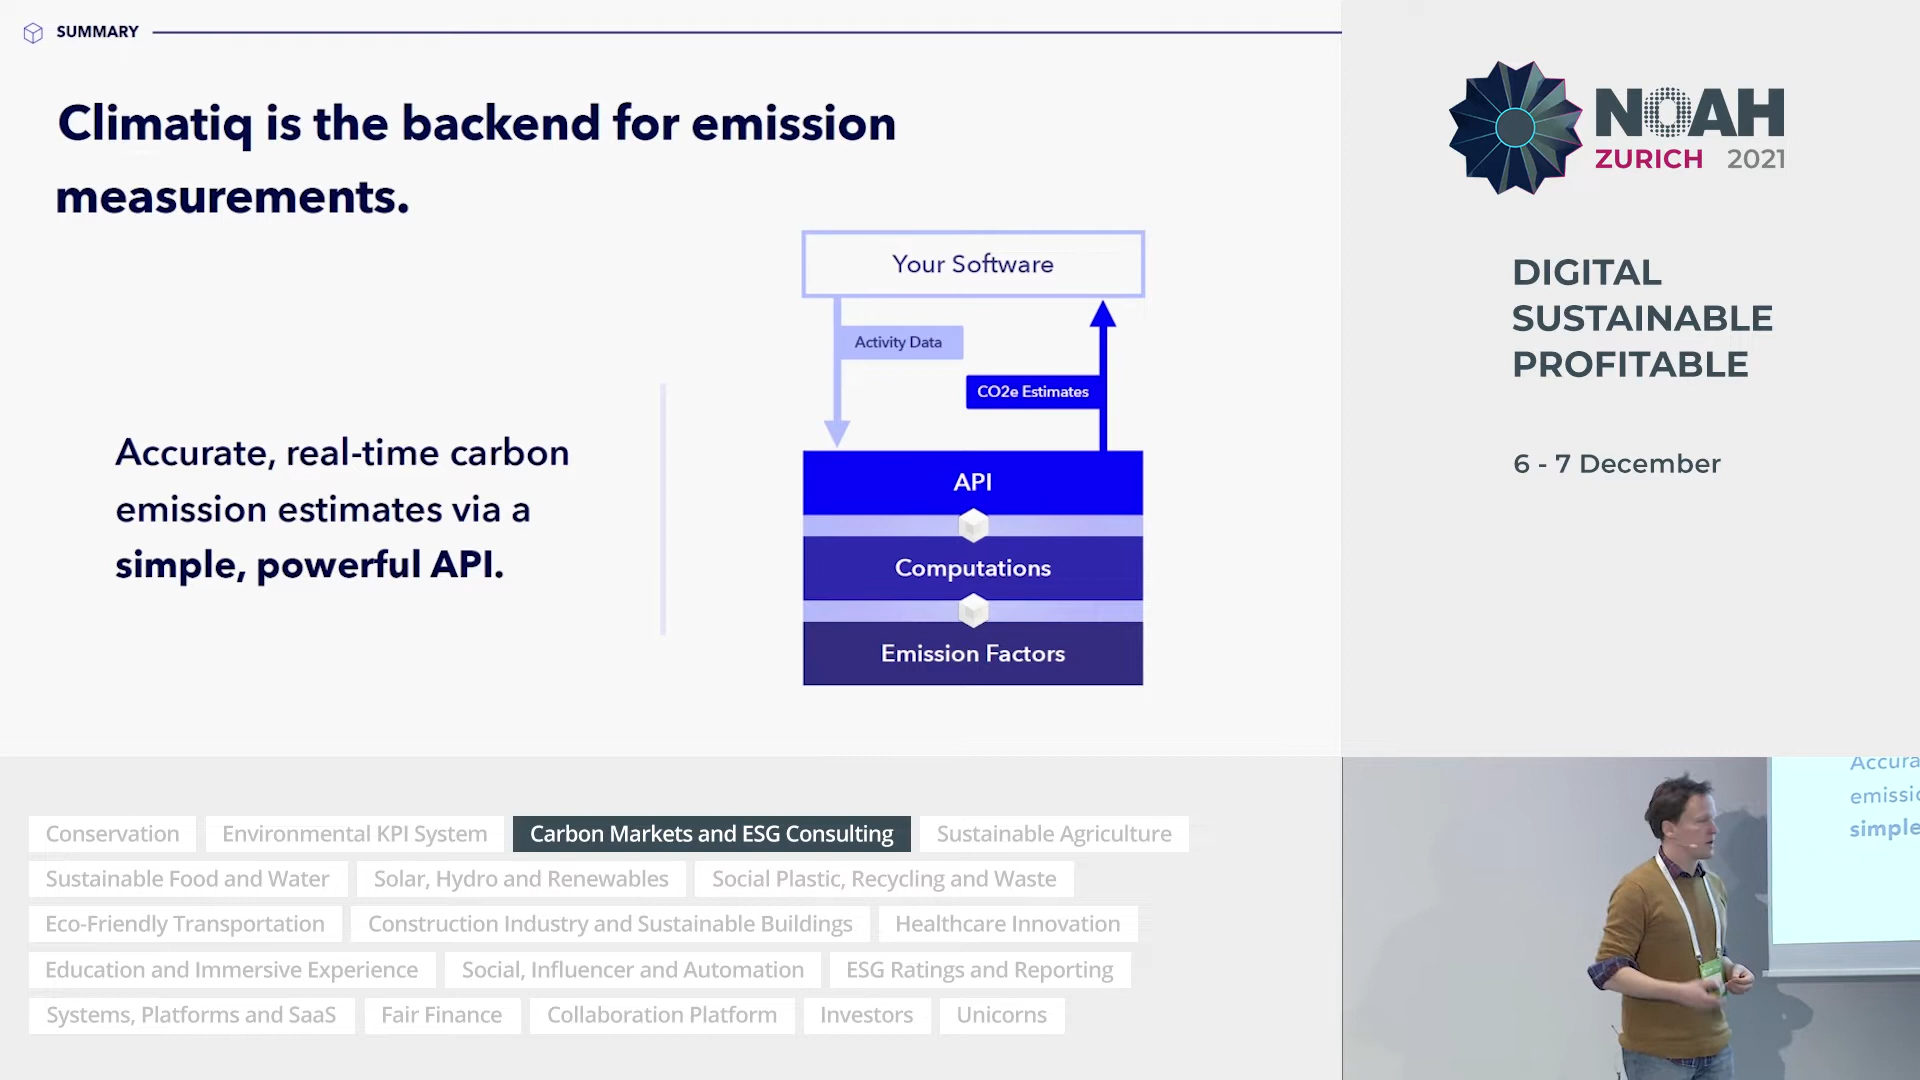 SUMMARY
Climatiq is the backend for emission
measurements.
Accurate, real-time carbon
emission estimates via a
simple, powerful API.
Your Software
Activity Data
CO2e Estimates
API
Computations
Emission Factors
NOAH
ZURICH 2021
DIGITAL
SUSTAINABLE
PROFITABLE
6 - 7 December
Conservation
Environmental KPI System
Carbon Markets and ESG Consulting
Sustainable Agriculture
Sustainable Food and Water
Solar, Hydro and Renewables
Social Plastic, Recycling and Waste
Eco-Friendly Transportation
Construction Industry and Sustainable Buildings
Healthcare Innovation
Education and Immersive Experience
Social, Influencer and Automation
ESG Ratings and Reporting
Systems, Platforms and SaaS
Fair Finance
Collaboration Platform
Investors
Unicorns
Accura
emissio
simple